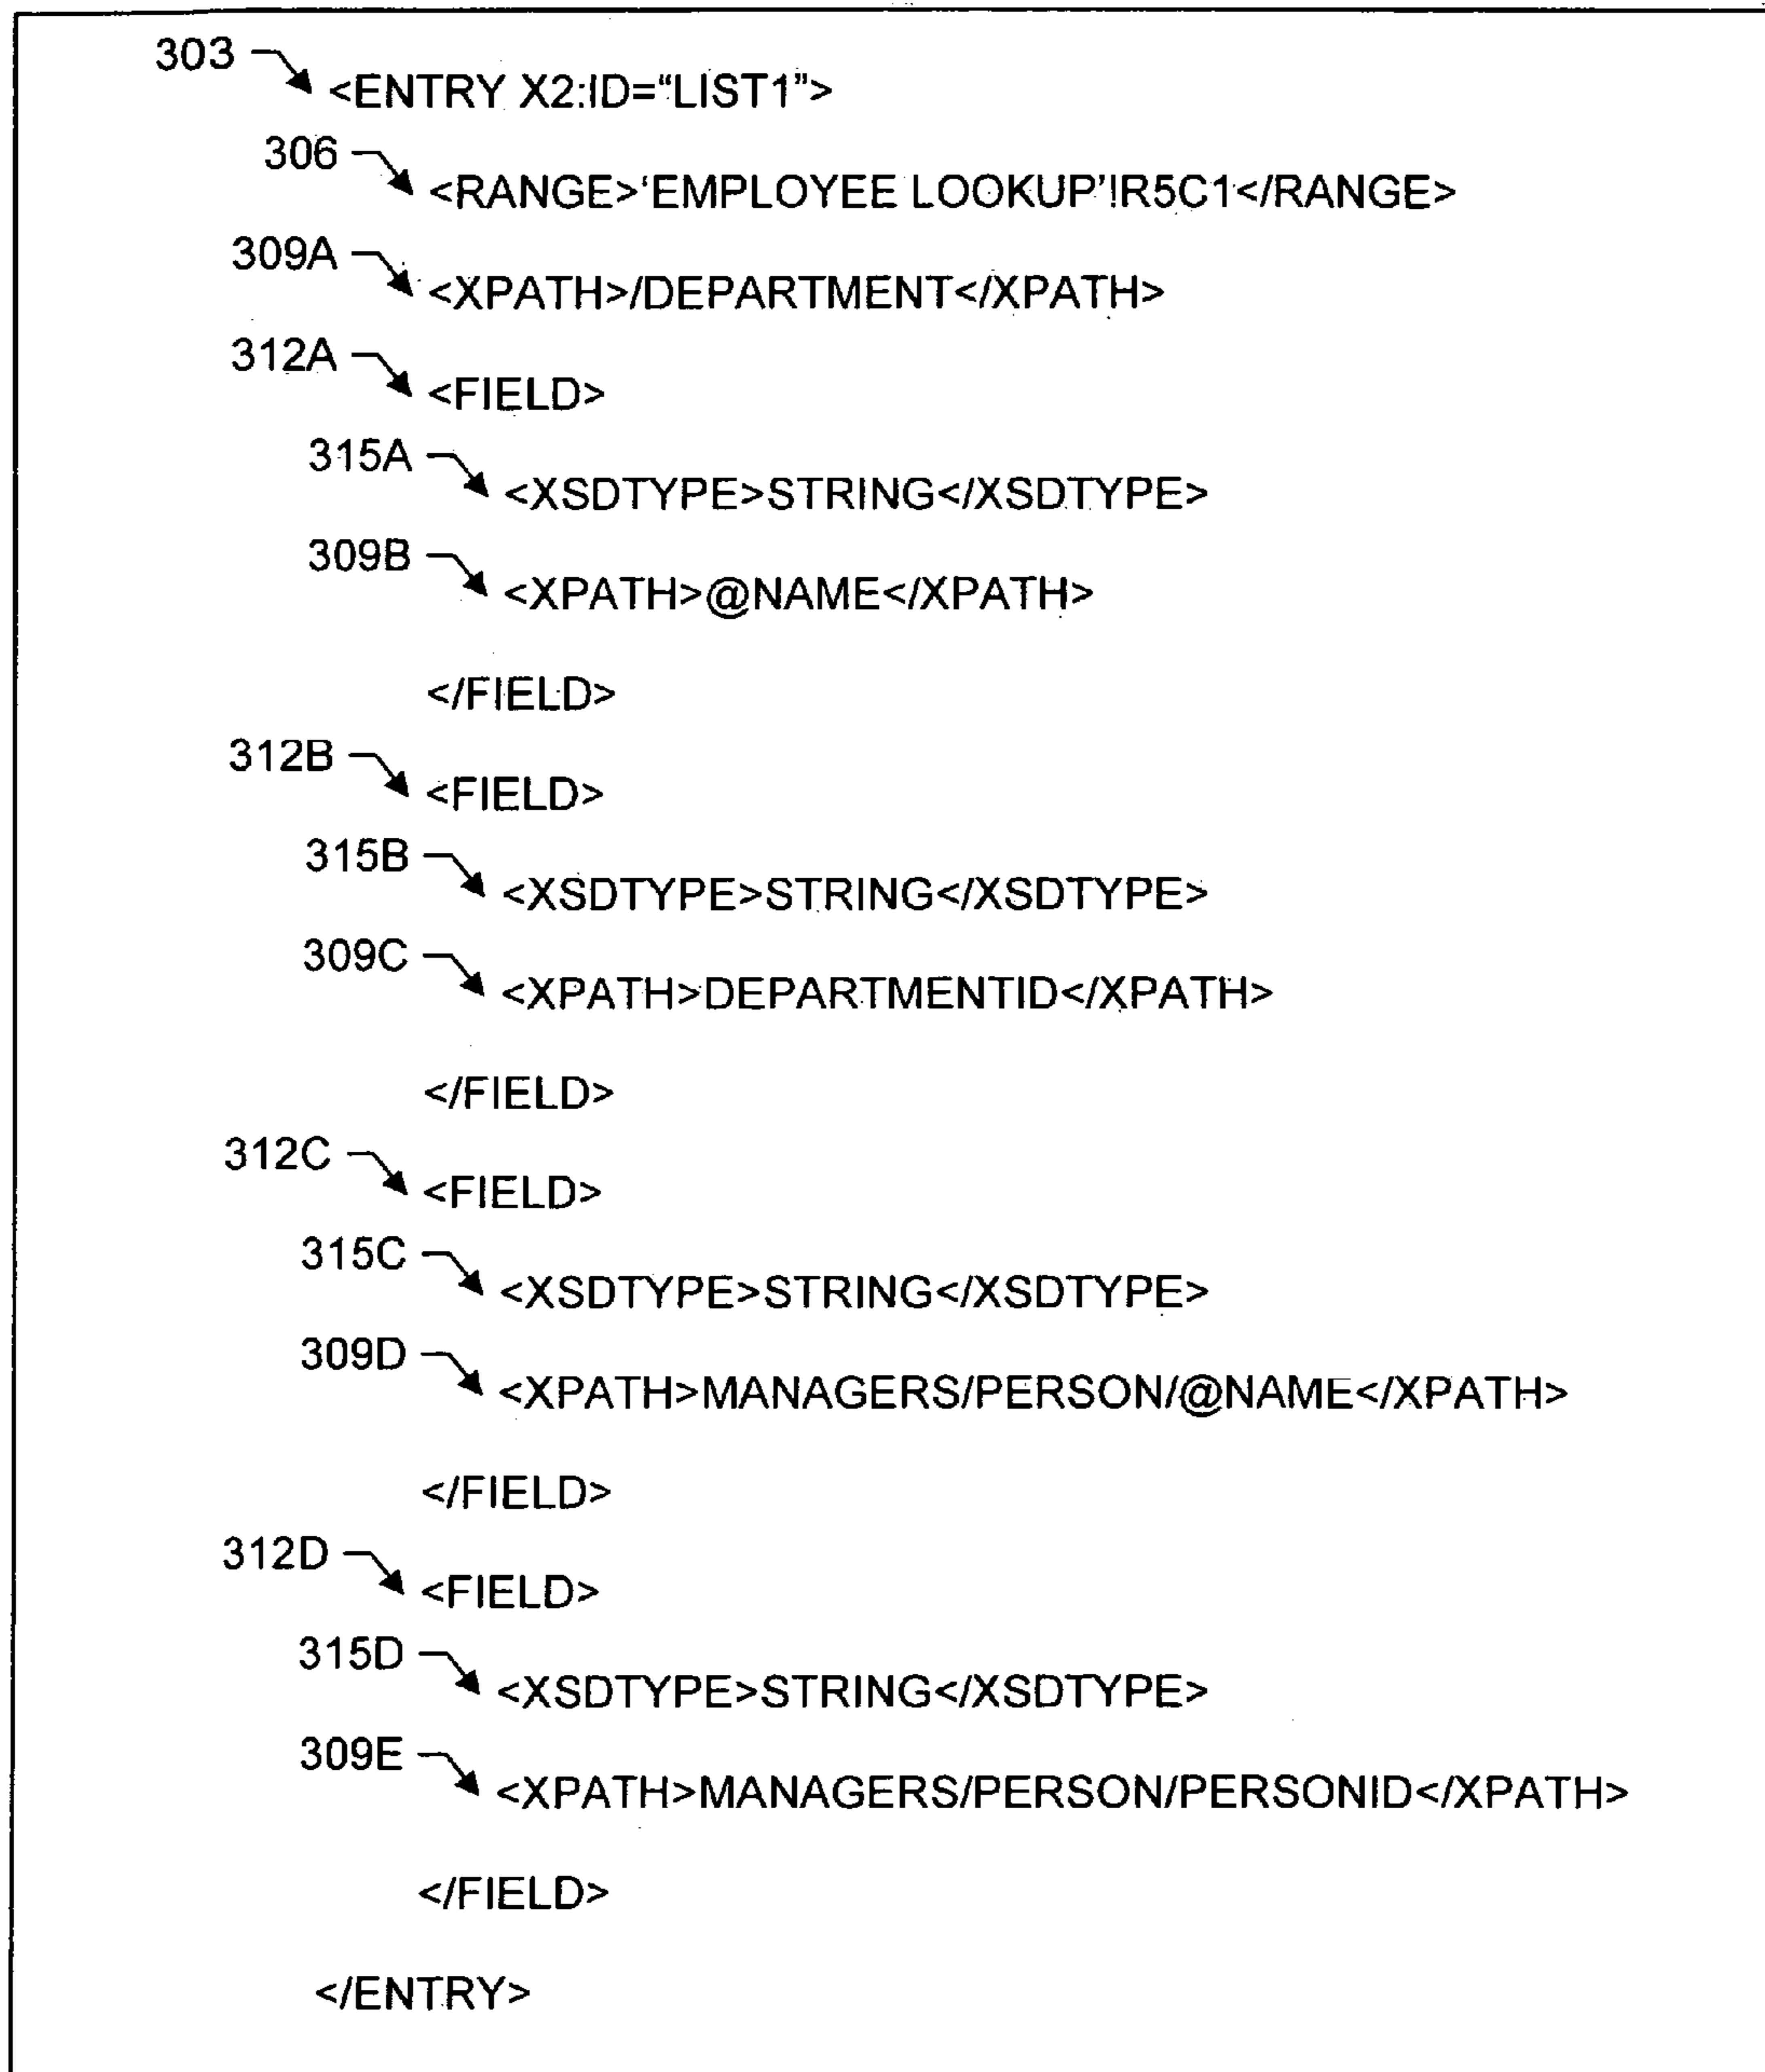 303
<ENTRY X2:ID=“LIST1”>
306
<RANGE>‘EMPLOYEE LOOKUP’!R5C1</RANGE>
309A
<XPATH>/DEPARTMENT</XPATH>
312A
<FIELD>
315A
<XSDTYPE>STRING</XSDTYPE>
309B
<XPATH>@NAME</XPATH>
</FIELD>
312B
<FIELD>
315B
<XSDTYPE>STRING</XSDTYPE>
309C
<XPATH>DEPARTMENTID</XPATH>
</FIELD>
312C
<FIELD>
315C
<XSDTYPE>STRING</XSDTYPE>
309D
<XPATH>MANAGERS/PERSON/@NAME</XPATH>
</FIELD>
312D
<FIELD>
315D
<XSDTYPE>STRING</XSDTYPE>
309E
<XPATH>MANAGERS/PERSON/PERSONID</XPATH>
</FIELD>
</ENTRY>